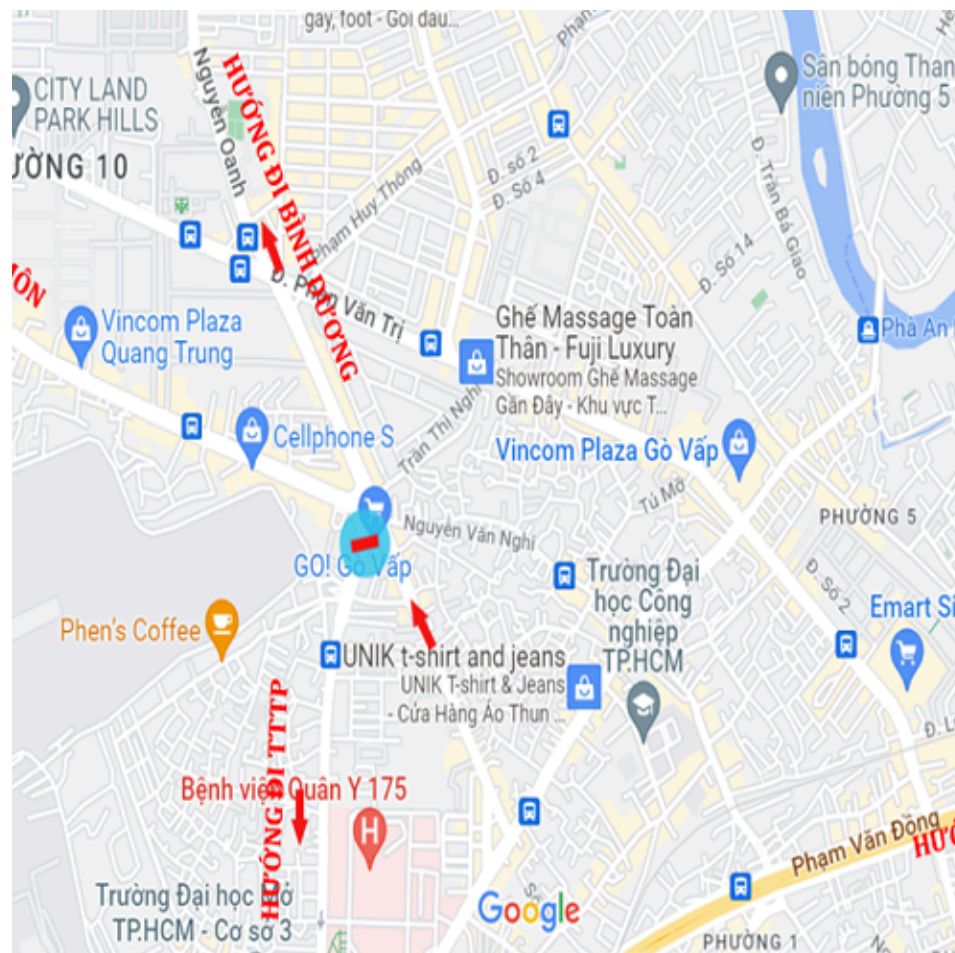 gay, foot - Gội đầu...
Nguyễn Oanh
HƯỚNG ĐI BÌNH DƯƠNG
CITY LAND
PARK HILLS
ƯỜNG 10
Phạm Huy Thông
Đ. số 2
Đ. Số 4
Sân bóng Than
niên Phường 5
Đ. Trần Bá Giao
Đ. Số 14
ÔN
Vincom Plaza
Quang Trung
Văn Trị
Ghế Massage Toàn
Thân - Fuji Luxury
Showroom Ghế Massage
Gần Đây - Khu vực T...
Phà An
Cellphone S
Trần Thị Nghỉ
Vincom Plaza Gò Vấp
Tú Mỡ
Nguyễn Văn Nghi
PHƯỜNG 5
GO! Gò Vấp
Trường Đại
học Công
nghiệp
TP.HCM
Đ. Số 2
Emart Si
Phen's Coffee
UNIK t-shirt and jeans
UNIK T-shirt & Jeans
- Cửa Hàng Áo Thun ...
HƯỚNG ĐI TTTP
Bệnh viện Quân Y 175
Phạm Văn Đồng
HƯỚ
Trường Đại học Mở
TP.HCM - Cơ sở 3
Google
PHƯỜNG 1